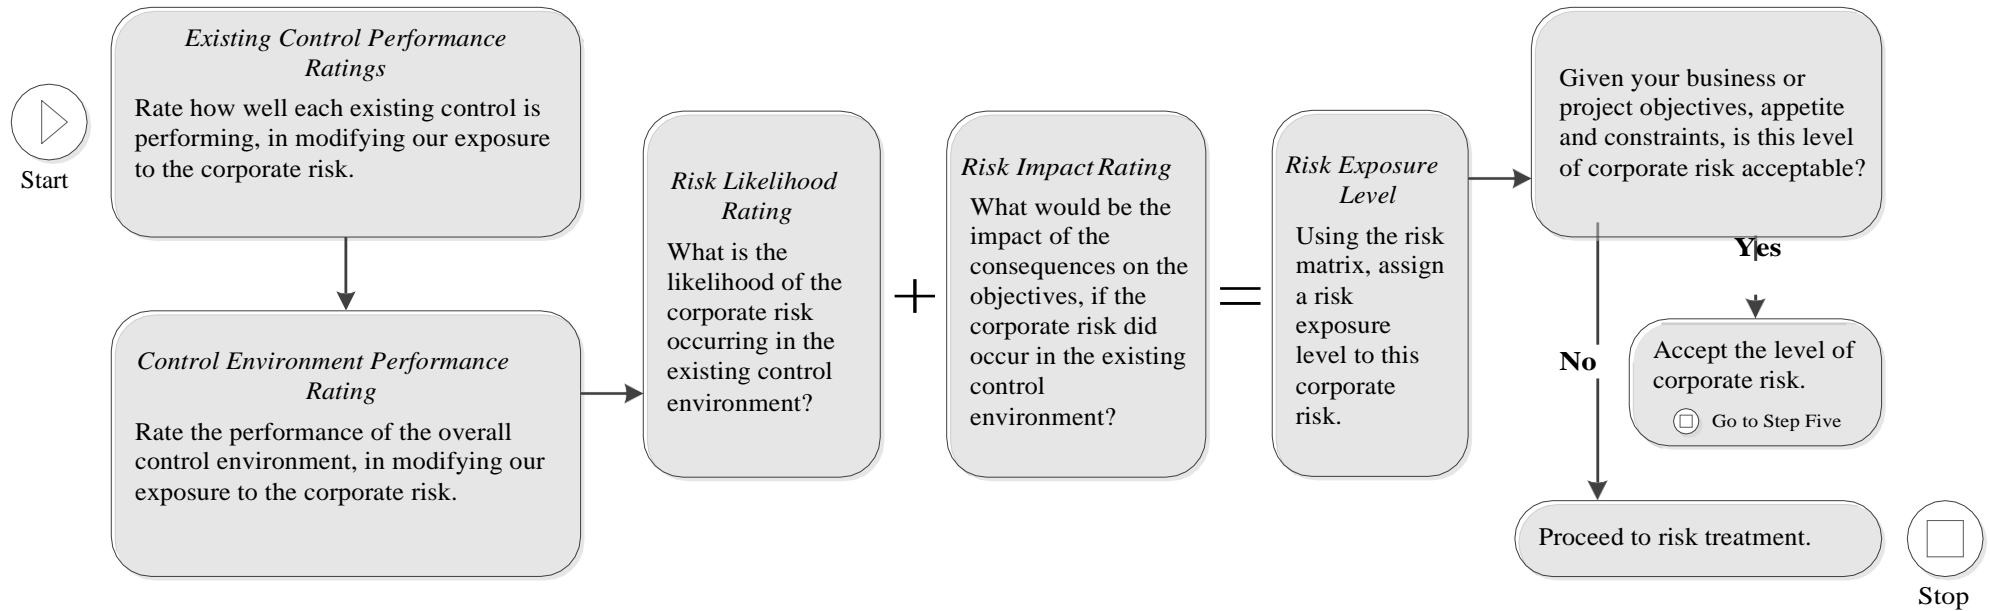 Start
Existing Control Performance
Ratings
Rate how well each existing control is
performing, in modifying our exposure
to the corporate risk.
Control Environment Performance
Rating
Rate the performance of the overall
control environment, in modifying our
exposure to the corporate risk.
Risk Likelihood
Rating
What is the
likelihood of the
corporate risk
occurring in the
existing control
environment?
+
Risk Impact Rating
What would be the
impact of the
consequences on the
objectives, if the
corporate risk did
occur in the existing
control
environment?
=
Risk Exposure
Level
Using the risk
matrix, assign
a risk
exposure
level to this
corporate
risk.
Given your business or
project objectives, appetite
and constraints, is this level
of corporate risk acceptable?
Yes
Accept the level of
corporate risk.
Go to Step Five
No
Proceed to risk treatment.
Stop